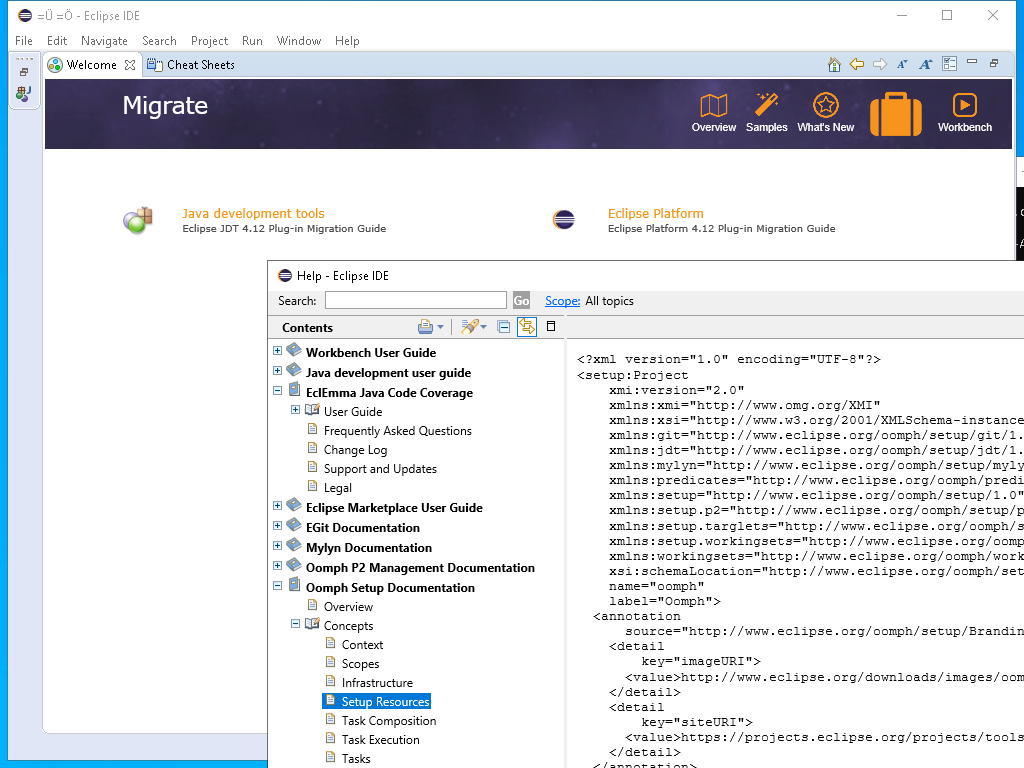 =Ü =Ö - Eclipse IDE
File Edit Navigate Search Project Run Window Help
Welcome Cheat Sheets
Migrate
Overview Samples What's New Workbench
Java development tools
Eclipse JDT 4.12 Plug-in Migration Guide
Eclipse Platform
Eclipse Platform 4.12 Plug-in Migration Guide
Help - Eclipse IDE
Search: Go Scope: All topics
Contents
Workbench User Guide
Java development user guide
EclEmma Java Code Coverage
User Guide
Frequently Asked Questions
Change Log
Support and Updates
Legal
Eclipse Marketplace User Guide
EGit Documentation
Mylyn Documentation
Oomph P2 Management Documentation
Oomph Setup Documentation
Overview
Concepts
Context
Scopes
Infrastructure
Setup Resources
Task Composition
Task Execution
Tasks
<?xml version="1.0" encoding="UTF-8"?>
<setup:Project
xmi:version="2.0"
xmlns:xmi="http://www.omg.org/XMI"
xmlns:xsi="http://www.w3.org/2001/XMLSchema-instance
xmlns:git="http://www.eclipse.org/oomph/setup/git/1.
xmlns:jdt="http://www.eclipse.org/oomph/setup/jdt/1.
xmlns:mylyn="http://www.eclipse.org/oomph/setup/myly
xmlns:predicates="http://www.eclipse.org/oomph/predi
xmlns:setup="http://www.eclipse.org/oomph/setup/1.0"
xmlns:setup.p2="http://www.eclipse.org/oomph/setup/p
xmlns:setup.targlets="http://www.eclipse.org/oomph/s
xmlns:setup.workingsets="http://www.eclipse.org/oomp
xmlns:workingsets="http://www.eclipse.org/oomph/work
xsi:schemaLocation="http://www.eclipse.org/oomph/set
name="oomph"
label="Oomph">
<annotation
source="http://www.eclipse.org/oomph/setup/Brandin
<detail
key="imageURI">
<value>http://www.eclipse.org/downloads/images/oom
</detail>
<detail
key="siteURI">
<value>https://projects.eclipse.org/projects/tools
</detail>
</annotation>